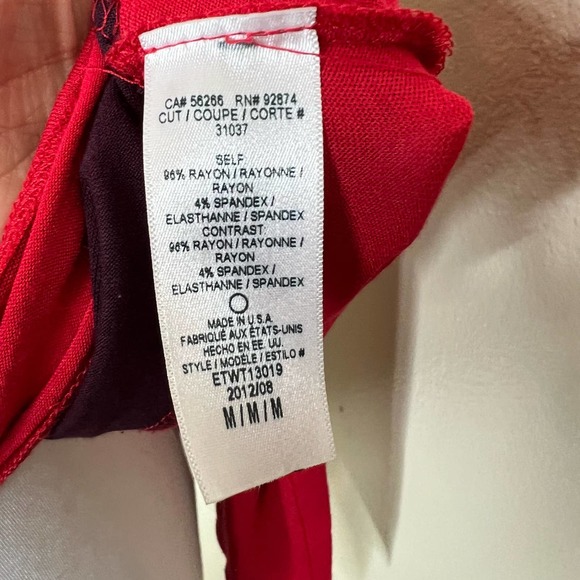 CA# 56266 RN# 92874
CUT / COUPE / CORTE #
31037
SELF
96% RAYON / RAYONNE /
RAYON
4% SPANDEX /
ELASTHANNE / SPANDEX
CONTRAST
96% RAYON / RAYONNE /
RAYON
4% SPANDEX /
ELASTHANNE / SPANDEX
MADE IN U.S.A.
FABRIQUÉ AUX ÉTATS-UNIS
HECHO EN EE. UU.
STYLE / MODÈLE / ESTILO #
ETWT13019
2012/08
M / M / M